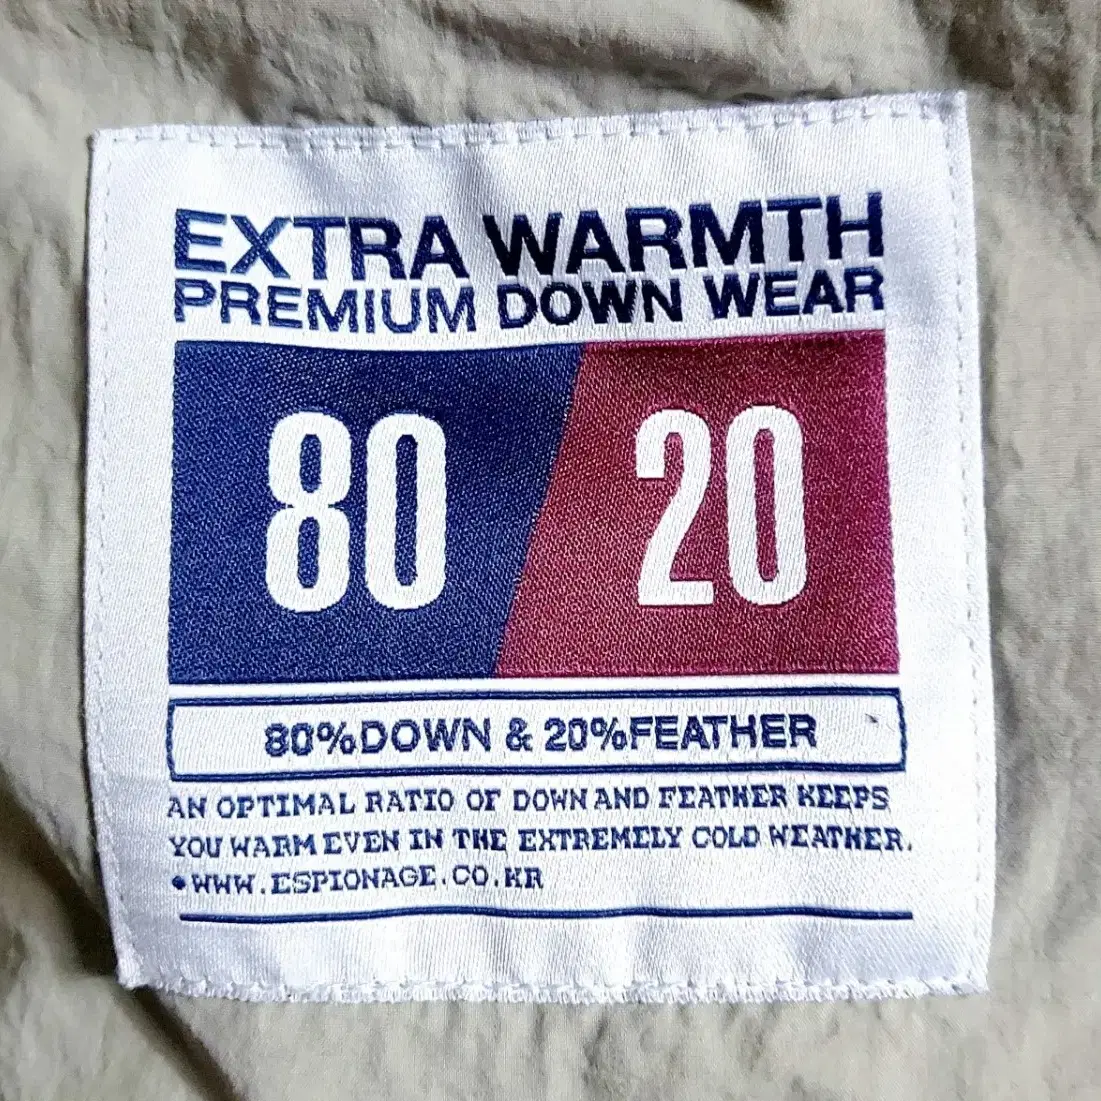 EXTRA WARMTH
PREMIUM DOWN WEAR
80 20
80%DOWN & 20%FEATHER
AN OPTIMAL RATIO OF DOWN AND FEATHER KEEPS
YOU WARM EVEN IN THE EXTREMELY COLD WEATHER.
•WWW.ESPIONAGE.CO.KR